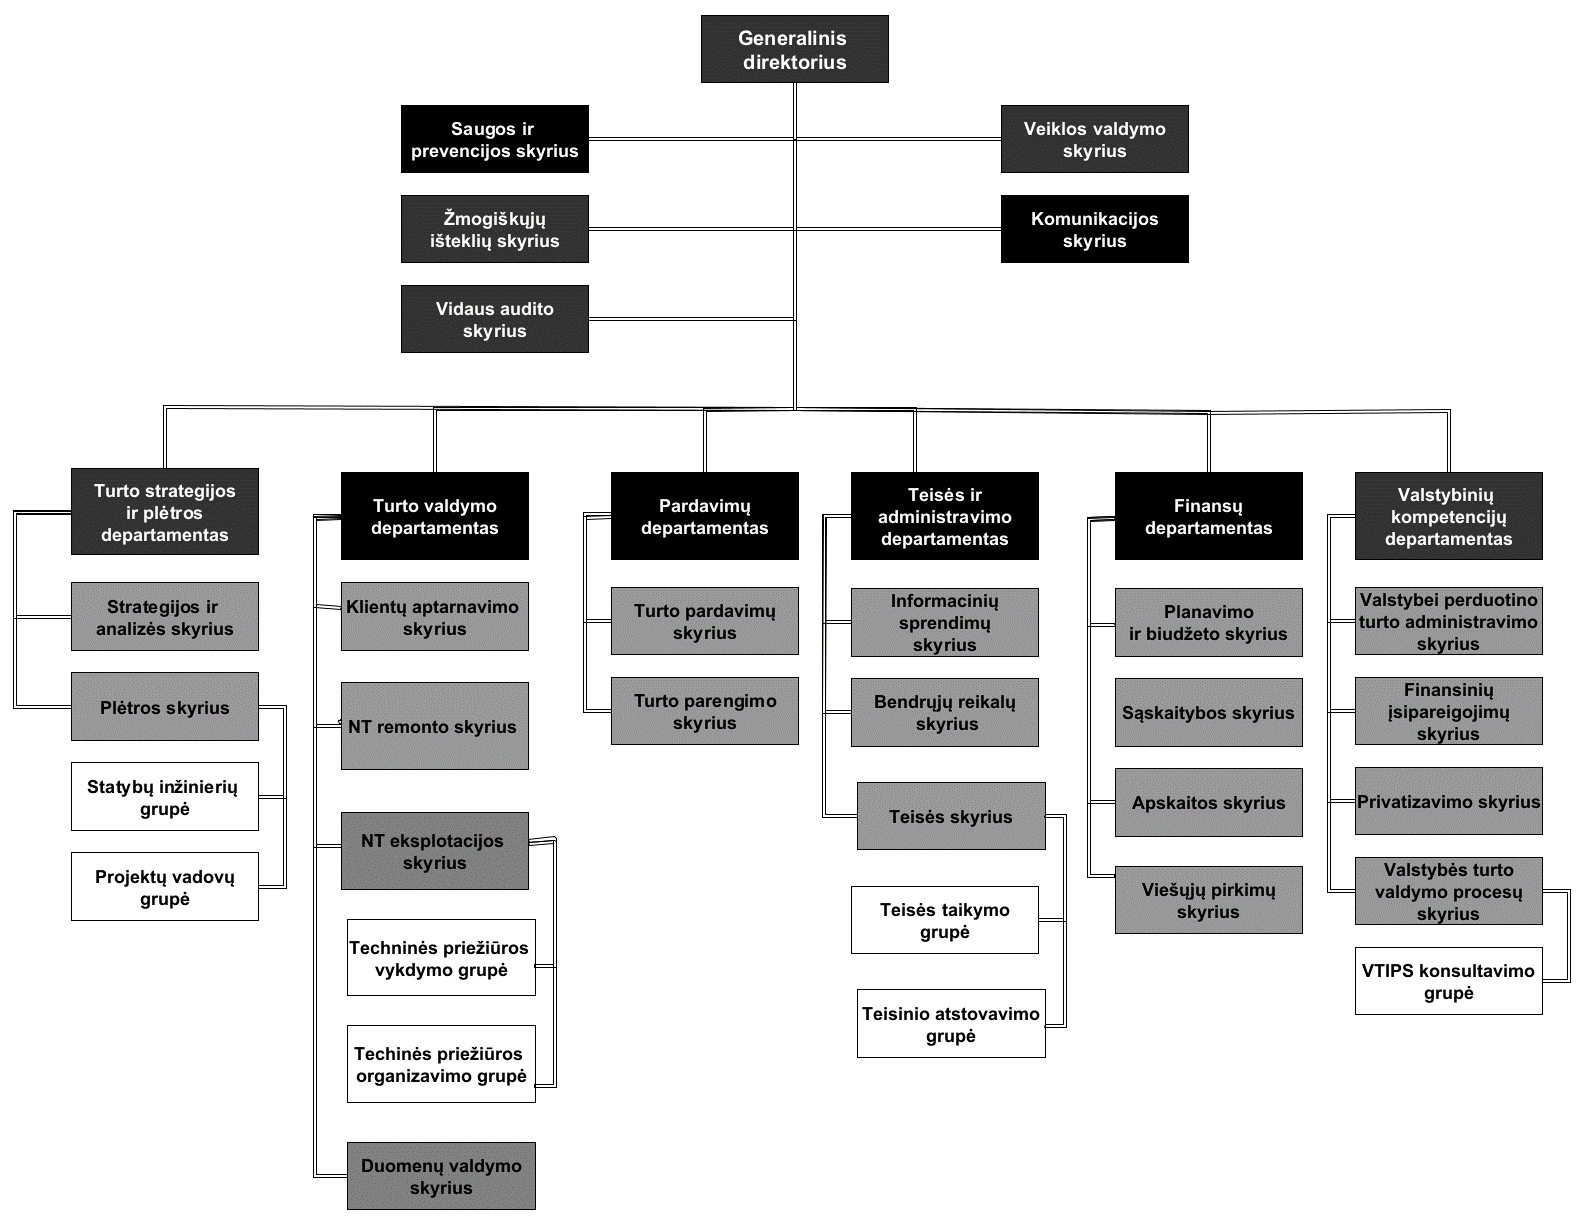 Generalinis
direktorius
Saugos ir
prevencijos skyrius
Veiklos valdymo
skyrius
Žmogiškųjų
išteklių skyrius
Komunikacijos
skyrius
Vidaus audito
skyrius
Turto strategijos
ir plėtros
departamentas
Strategijos ir
analizės skyrius
Plėtros skyrius
Statybų inžinierių
grupė
Projektų vadovų
grupė
Turto valdymo
departamentas
Klientų aptarnavimo
skyrius
NT remonto skyrius
NT eksplotacijos
skyrius
Techninės priežiūros
vykdymo grupė
Techinės priežiūros
organizavimo grupė
Duomenų valdymo
skyrius
Pardavimų
departamentas
Turto pardavimų
skyrius
Turto parengimo
skyrius
Teisės ir
administravimo
departamentas
Informacinių
sprendimų
skyrius
Bendrųjų reikalų
skyrius
Teisės skyrius
Teisės taikymo
grupė
Teisinio atstovavimo
grupė
Finansų
departamentas
Planavimo
ir biudžeto skyrius
Sąskaitybos skyrius
Apskaitos skyrius
Viešųjų pirkimų
skyrius
Valstybinių
kompetencijų
departamentas
Valstybei perduotino
turto administravimo
skyrius
Finansinių
įsipareigojimų
skyrius
Privatizavimo skyrius
Valstybės turto
valdymo procesų
skyrius
VTIPS konsultavimo
grupė